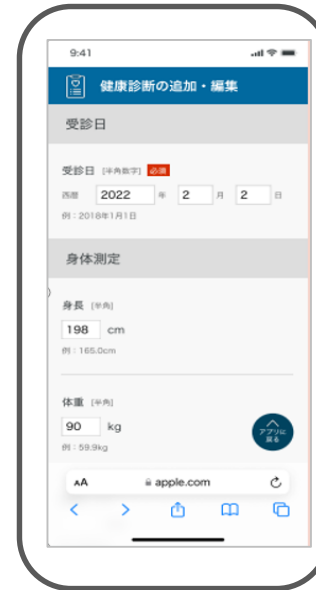 9:41
健康診断の追加・編集
受診日
受診日 [半角数字] 必須
西暦 2022 年 2 月 2 日
例：2018年1月1日
身体測定
)
身長 [半角]
198 cm
例：165.0cm
体重 [半角]
90 kg
例：59.9kg
アプリに
戻る
AA apple.com